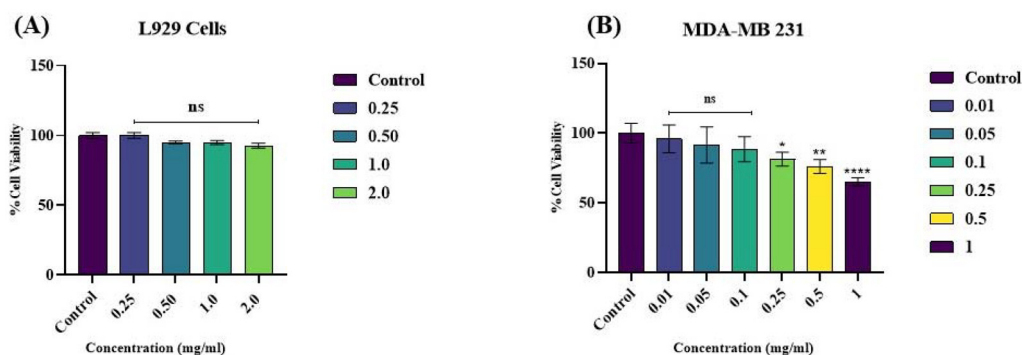 (A)
L929 Cells
% Cell Viability
150
100
50
0
ns
Control
0.25
0.50
1.0
2.0
Concentration (mg/ml)
Control
0.25
0.50
1.0
2.0
(B)
MDA-MB 231
% Cell Viability
150
100
50
0
ns
*
**
****
Control
0.01
0.05
0.1
0.25
0.5
1
Concentration (mg/ml)
Control
0.01
0.05
0.1
0.25
0.5
1